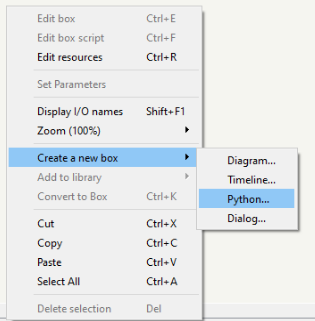 Edit box Ctrl+E
Edit box script Ctrl+F
Edit resources Ctrl+R
Set Parameters
Display I/O names Shift+F1
Zoom (100%)
Create a new box
Add to library
Convert to Box Ctrl+K
Cut Ctrl+X
Copy Ctrl+C
Paste Ctrl+V
Select All Ctrl+A
Delete selection Del
Diagram...
Timeline...
Python...
Dialog...